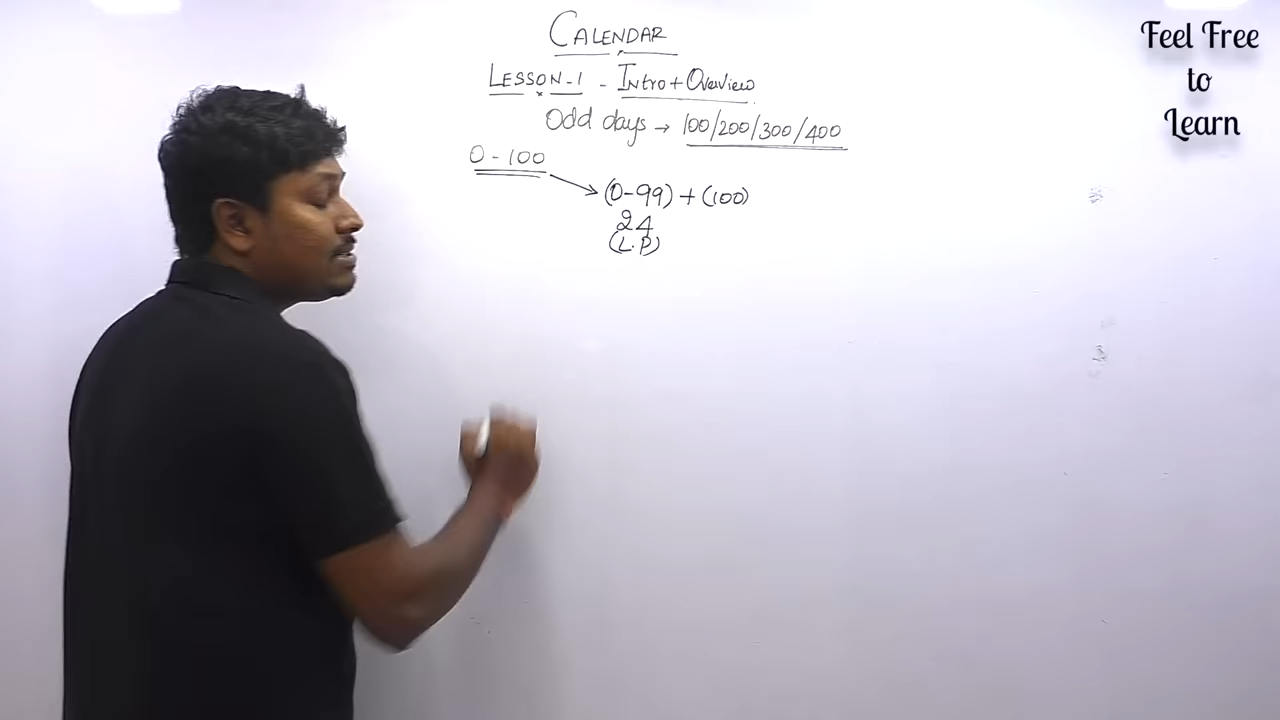 CALENDAR
LESSON-1 - Intro + Overview
Odd days → 100/200/300/400
0-100
(0-99) + (100)
24
(L.P)
Feel Free
to
Learn